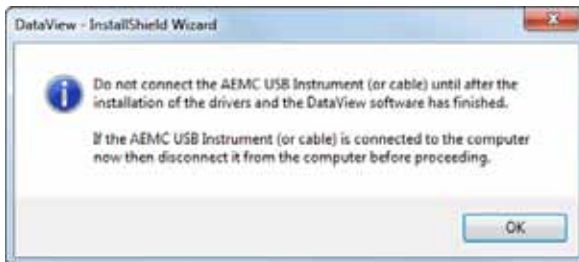 DataView - InstallShield Wizard
Do not connect the AEMC USB Instrument (or cable) until after the
installation of the drivers and the DataView software has finished.
If the AEMC USB Instrument (or cable) is connected to the computer
now then disconnect it from the computer before proceeding.
OK